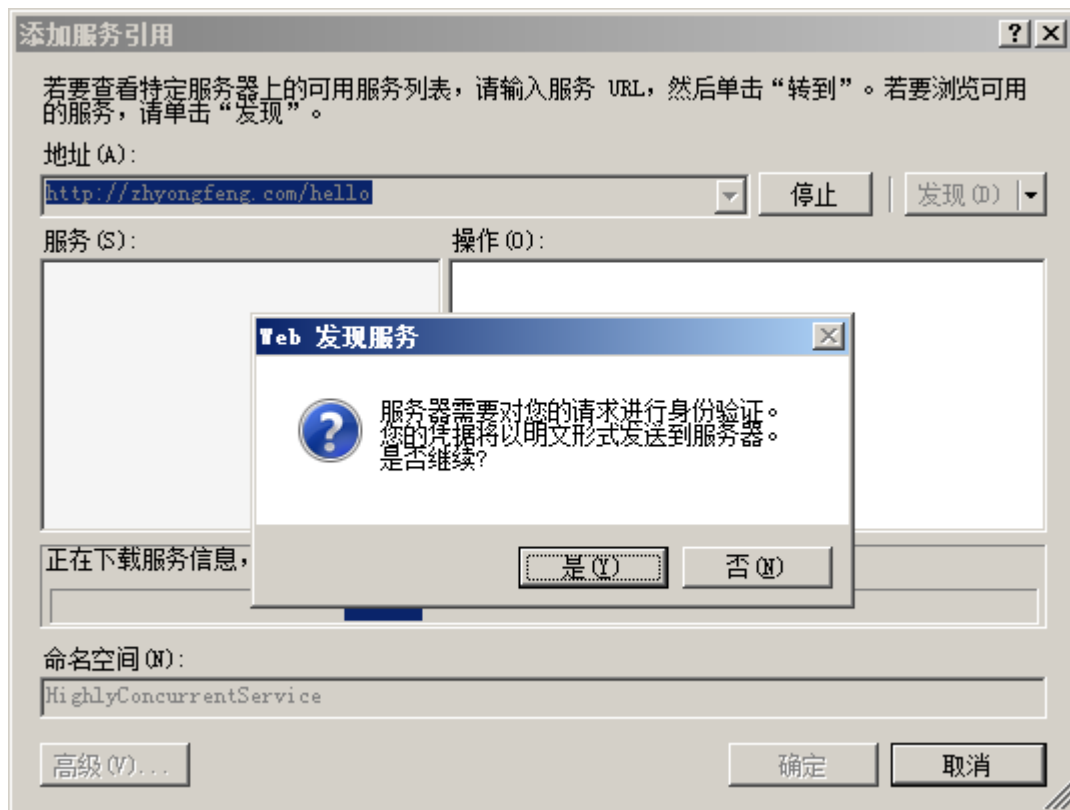 添加服务引用
若要查看特定服务器上的可用服务列表，请输入服务 URL，然后单击“转到”。若要浏览可用
的服务，请单击“发现”。
地址(A):
http://zhyongfeng.com/hello
停止
发现(D)
服务(S):
操作(O):
Web 发现服务
服务器需要对您的请求进行身份验证。
您的凭据将以明文形式发送到服务器。
是否继续?
是(Y)
否(N)
正在下载服务信息，
命名空间(N):
HighlyConcurrentService
高级(V)...
确定
取消